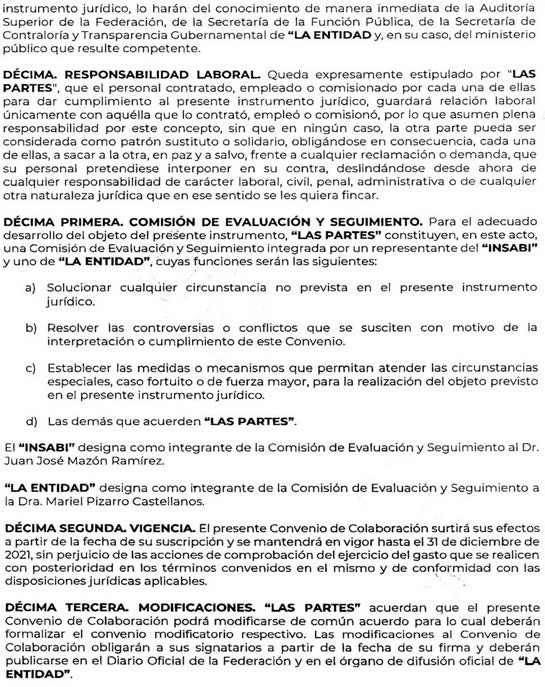 instrumento jurídico, lo harán del conocimiento de manera inmediata de la Auditoría
Superior de la Federación, de la Secretaría de la Función Pública, de la Secretaría de
Contraloría y Transparencia Gubernamental de “LA ENTIDAD y, en su caso, del ministerio
público que resulte competente.
DÉCIMA. RESPONSABILIDAD LABORAL. Queda expresamente estipulado por "LAS
PARTES", que el personal contratado, empleado o comisionado por cada una de ellas
para dar cumplimiento al presente instrumento jurídico, guardará relación laboral
únicamente con aquélla que lo contrató, empleó o comisionó, por lo que asumen plena
responsabilidad por este concepto, sin que en ningún caso, la otra parte pueda ser
considerada como patrón sustituto o solidario, obligándose en consecuencia, cada una
de ellas, a sacar a la otra, en paz y a salvo, frente a cualquier reclamación o demanda, que
su personal pretendiese interponer en su contra, deslindándose desde ahora de
cualquier responsabilidad de carácter laboral, civil, penal, administrativa o de cualquier
otra naturaleza jurídica que en ese sentido se les quiera fincar.
DÉCIMA PRIMERA. COMISIÓN DE EVALUACIÓN Y SEGUIMIENTO. Para el adecuado
desarrollo del objeto del presente instrumento, “LAS PARTES” constituyen, en este acto,
una Comisión de Evaluación y Seguimiento integrada por un representante del “INSABI”
y uno de “LA ENTIDAD”, cuyas funciones serán las siguientes:
a) Solucionar cualquier circunstancia no prevista en el presente instrumento
jurídico.
b) Resolver las controversias o conflictos que se susciten con motivo de la
interpretación o cumplimiento de este Convenio.
c) Establecer las medidas o mecanismos que permitan atender las circunstancias
especiales, caso fortuito o de fuerza mayor, para la realización del objeto previsto
en el presente instrumento jurídico.
d) Las demás que acuerden “LAS PARTES”.
El “INSABI” designa como integrante de la Comisión de Evaluación y Seguimiento al Dr.
Juan José Mazón Ramírez.
“LA ENTIDAD” designa como integrante de la Comisión de Evaluación y Seguimiento a
la Dra. Mariel Pizarro Castellanos.
DÉCIMA SEGUNDA. VIGENCIA. El presente Convenio de Colaboración surtirá sus efectos
a partir de la fecha de su suscripción y se mantendrá en vigor hasta el 31 de diciembre de
2021, sin perjuicio de las acciones de comprobación del ejercicio del gasto que se realicen
con posterioridad en los términos convenidos en el mismo y de conformidad con las
disposiciones jurídicas aplicables.
DÉCIMA TERCERA. MODIFICACIONES. “LAS PARTES” acuerdan que el presente
Convenio de Colaboración podrá modificarse de común acuerdo para lo cual deberán
formalizar el convenio modificatorio respectivo. Las modificaciones al Convenio de
Colaboración obligarán a sus signatarios a partir de la fecha de su firma y deberán
publicarse en el Diario Oficial de la Federación y en el órgano de difusión oficial de “LA
ENTIDAD”.